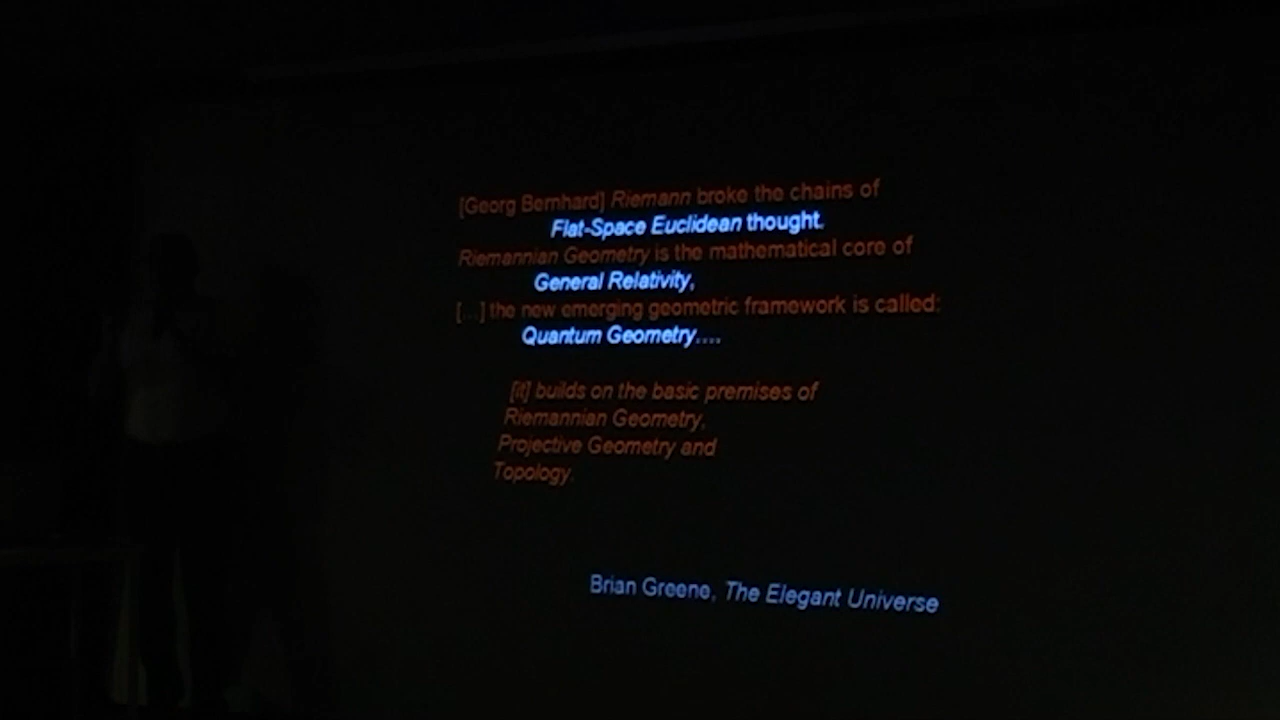 [Georg Bernhard] Riemann broke the chains of
Flat-Space Euclidean thought.
Riemannian Geometry is the mathematical core of
General Relativity,
[...] the new emerging geometric framework is called:
Quantum Geometry....
[it] builds on the basic premises of
Riemannian Geometry,
Projective Geometry and
Topology.
Brian Greene, The Elegant Universe